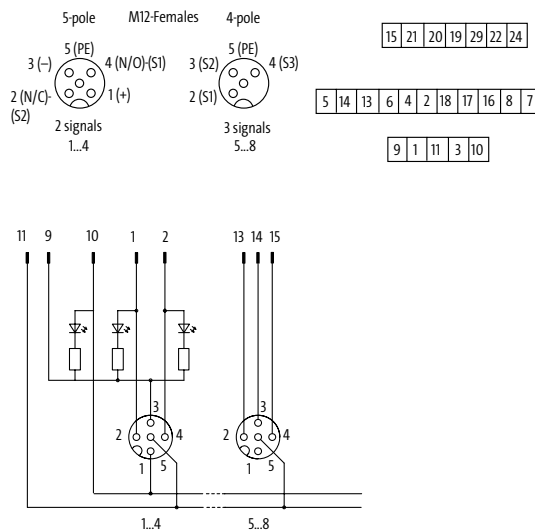 5-pole M12-Females 4-pole
5 (PE) 5 (PE)
3 (–) 4 (N/O)-(S1) 3 (S2) 4 (S3)
2 (N/C)-(S2) 1 (+) 2 (S1)
2 signals 3 signals
1...4 5...8
15 21 20 19 29 22 24
5 14 13 6 4 2 18 17 16 8 7
9 1 11 3 10
11 9 10 1 2 13 14 15
3 3
2 4 2 4
1 5 1 5
1...4 5...8